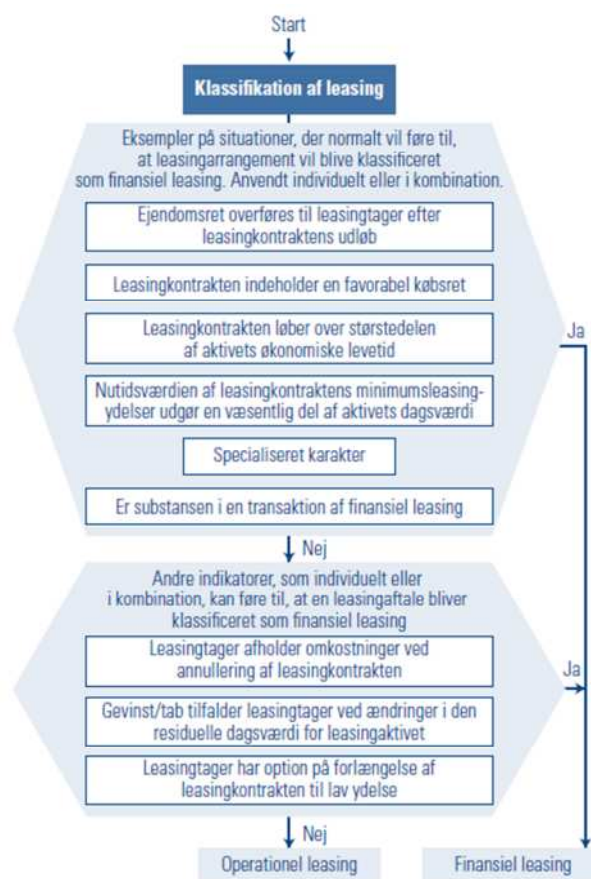 Start
Klassifikation af leasing
Eksempler på situationer, der normalt vil føre til,
at leasingarrangement vil blive klassificeret
som finansiel leasing. Anvendt individuelt eller i kombination.
Ejendomsret overføres til leasingtager efter
leasingkontraktens udløb
Leasingkontrakten indeholder en favorabel købsret
Leasingkontrakten løber over størstedelen
af aktivets økonomiske levetid
Ja
Nutidsværdien af leasingkontraktens minimumsleasing-
ydelser udgør en væsentlig del af aktivets dagsværdi
Specialiseret karakter
Er substansen i en transaktion af finansiel leasing
Nej
Andre indikatorer, som individuelt eller
i kombination, kan føre til, at en leasingaftale bliver
klassificeret som finansiel leasing
Leasingtager afholder omkostninger ved
annullering af leasingkontrakten
Ja
Gevinst/tab tilfalder leasingtager ved ændringer i den
residuelle dagsværdi for leasingaktivet
Leasingtager har option på forlængelse af
leasingkontrakten til lav ydelse
Nej
Operationel leasing
Finansiel leasing